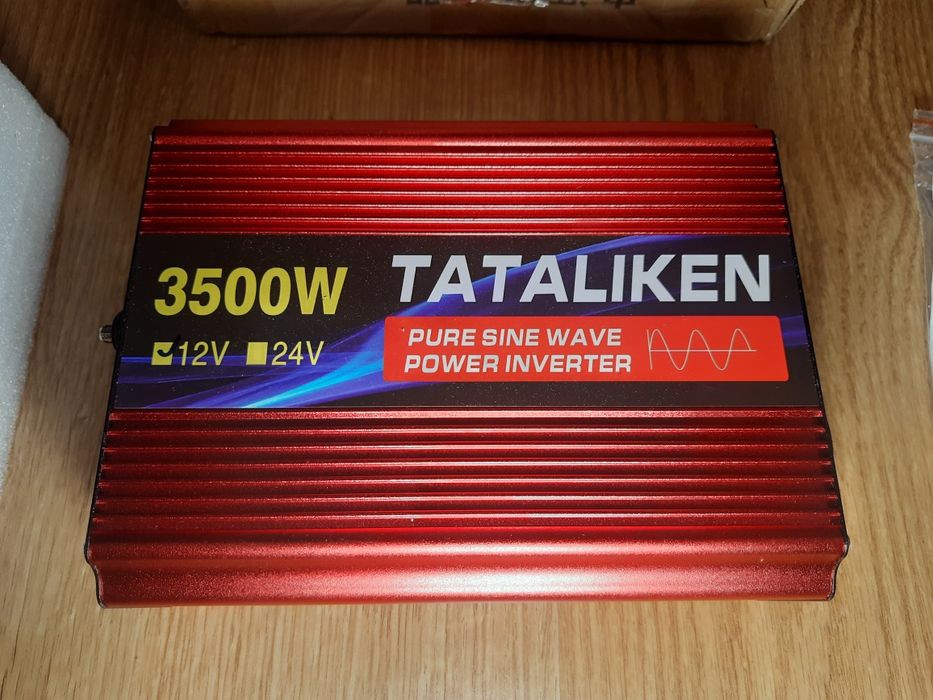 3500W
TATALIKEN
12V 24V
PURE SINE WAVE
POWER INVERTER